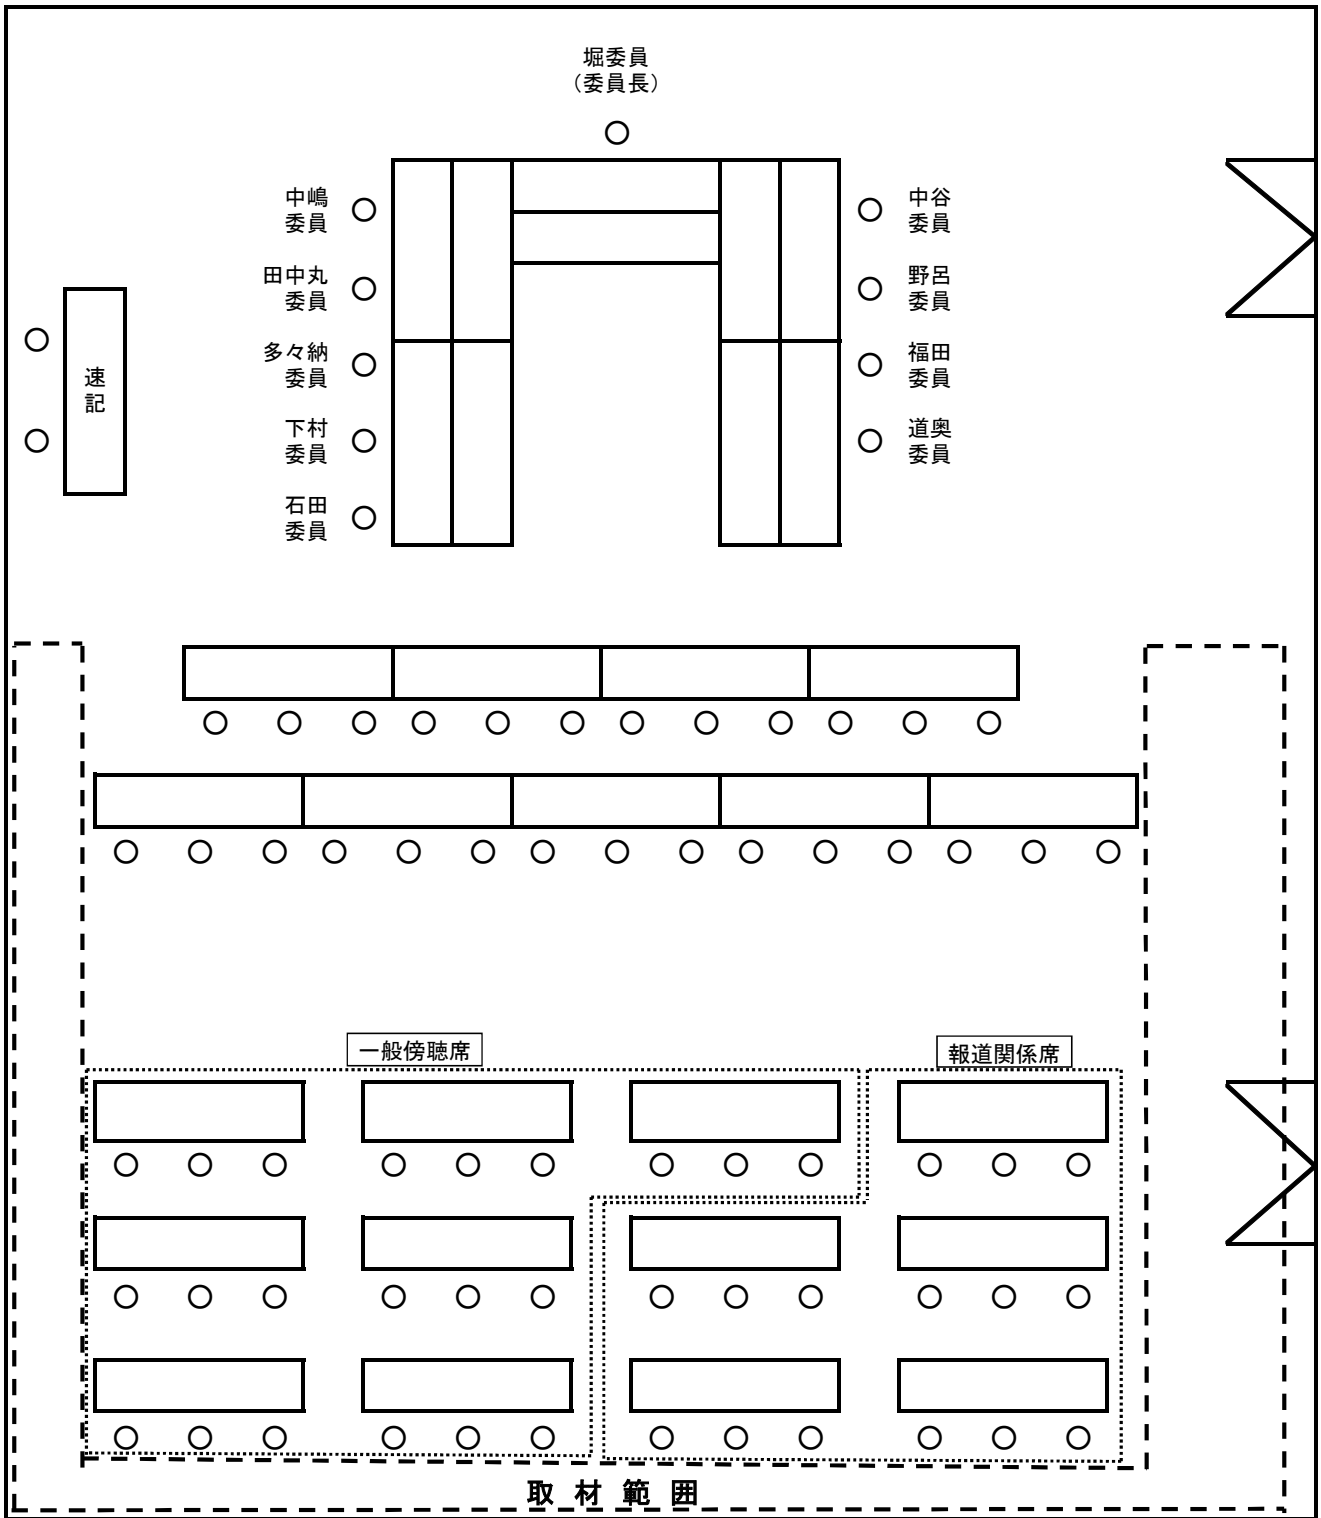 堀委員
（委員長）
中嶋
委員
中谷
委員
田中丸
委員
野呂
委員
多々納
委員
福田
委員
速
記
下村
委員
道奥
委員
石田
委員
一般傍聴席
報道関係席
取材範囲